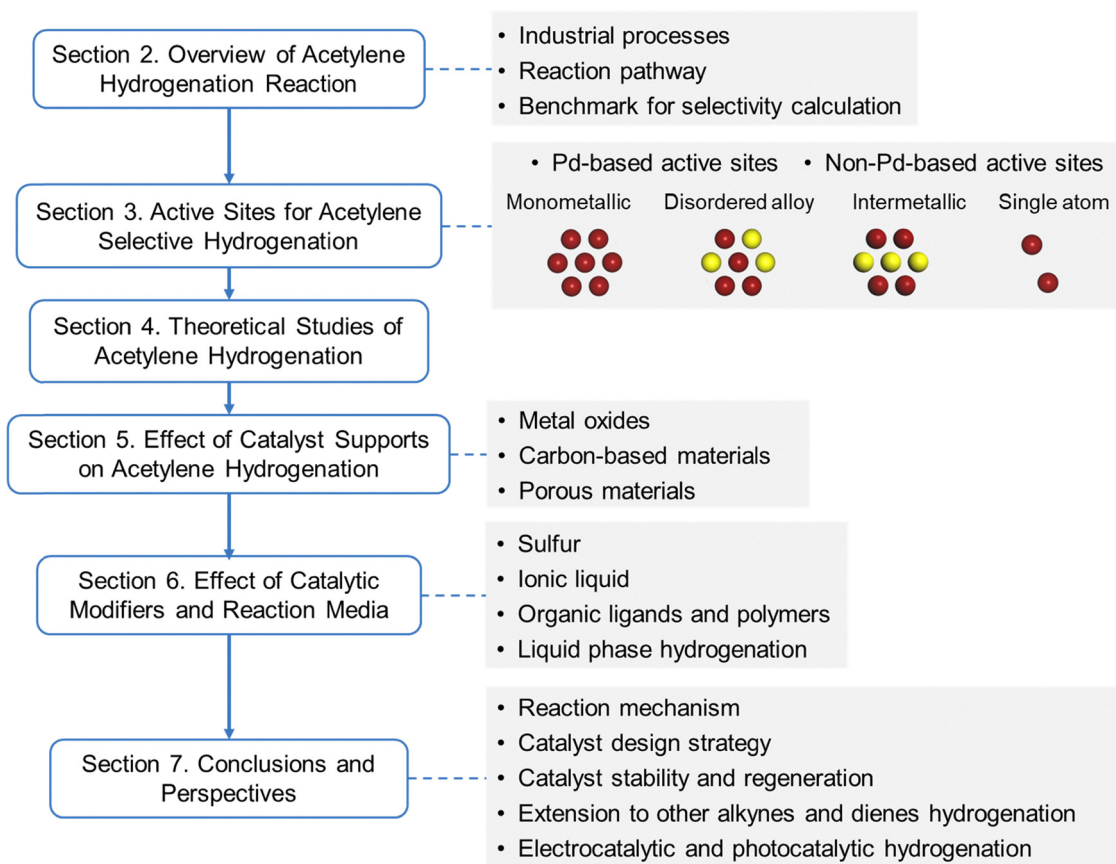 Section 2. Overview of Acetylene
Hydrogenation Reaction
• Industrial processes
• Reaction pathway
• Benchmark for selectivity calculation
Section 3. Active Sites for Acetylene
Selective Hydrogenation
• Pd-based active sites • Non-Pd-based active sites
Monometallic Disordered alloy Intermetallic Single atom
Section 4. Theoretical Studies of
Acetylene Hydrogenation
Section 5. Effect of Catalyst Supports
on Acetylene Hydrogenation
• Metal oxides
• Carbon-based materials
• Porous materials
Section 6. Effect of Catalytic
Modifiers and Reaction Media
• Sulfur
• Ionic liquid
• Organic ligands and polymers
• Liquid phase hydrogenation
Section 7. Conclusions and
Perspectives
• Reaction mechanism
• Catalyst design strategy
• Catalyst stability and regeneration
• Extension to other alkynes and dienes hydrogenation
• Electrocatalytic and photocatalytic hydrogenation